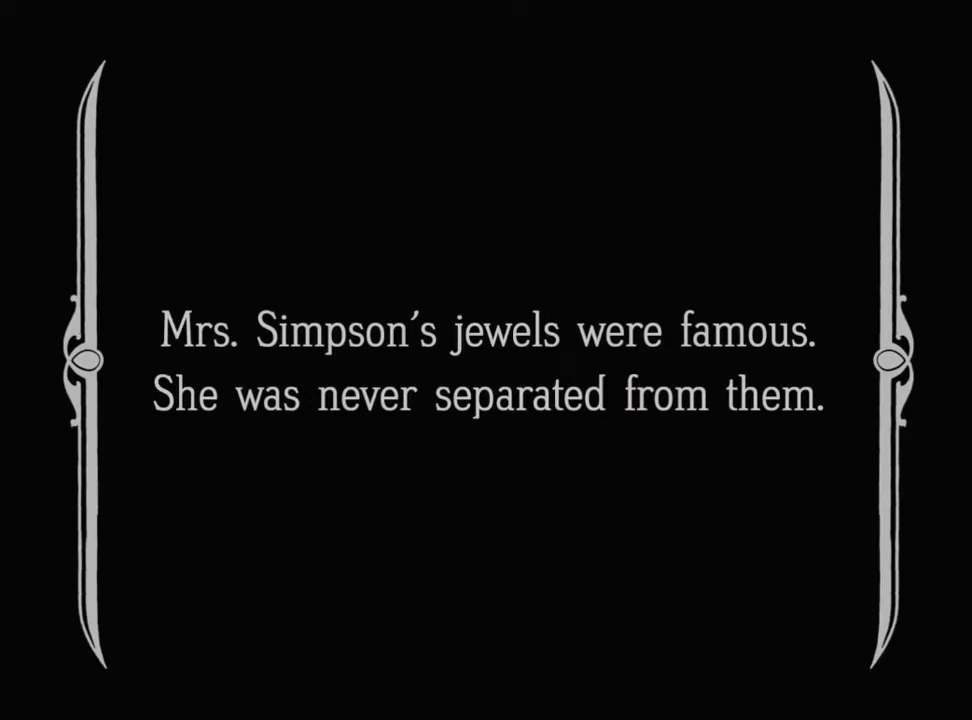 Mrs. Simpson’s jewels were famous.
She was never separated from them.